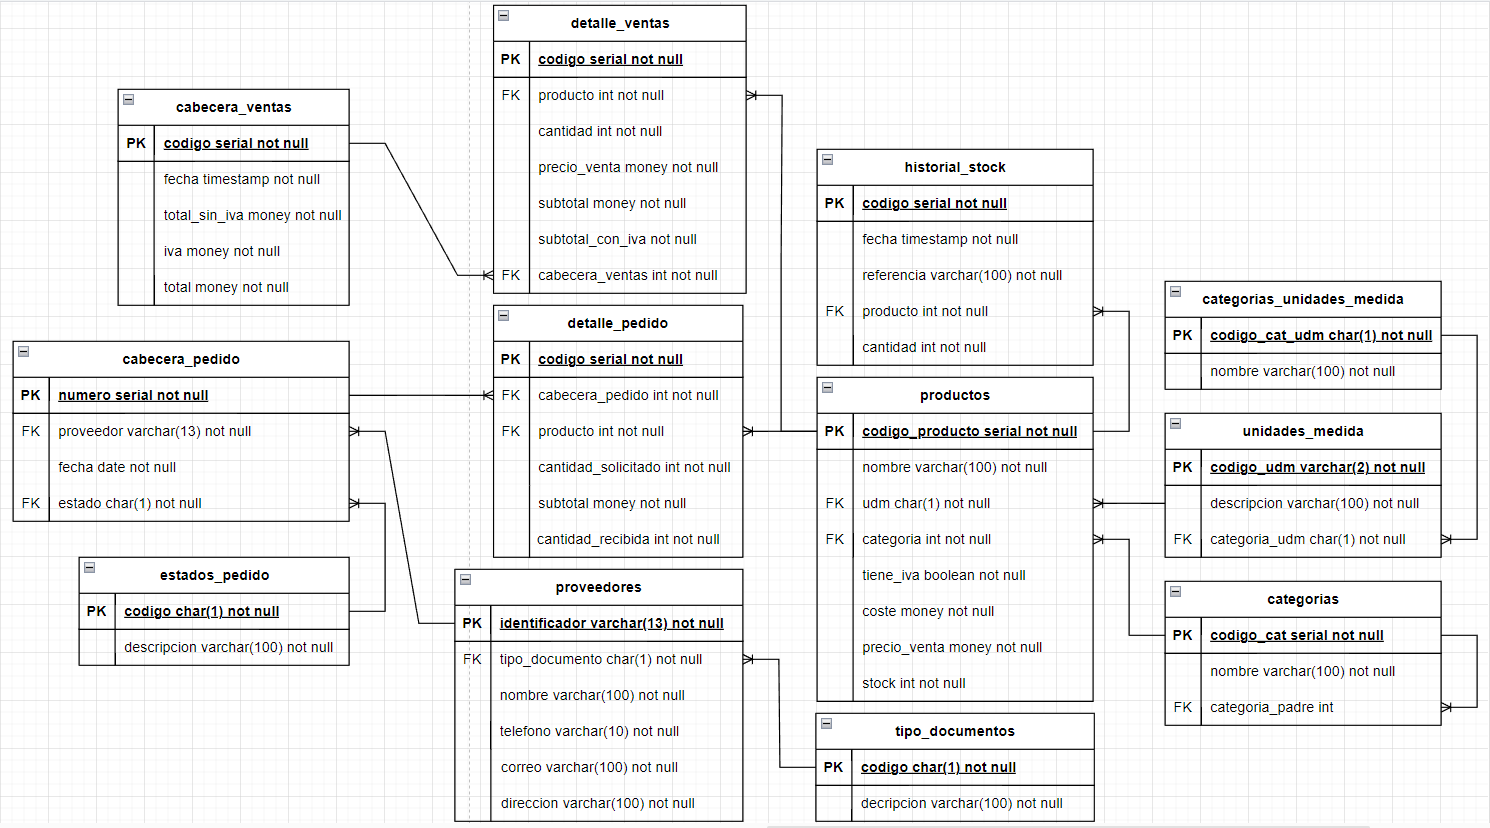 detalle_ventas
PK codigo serial not null
FK producto int not null
cantidad int not null
precio_venta money not null
subtotal money not null
subtotal_con_iva not null
FK cabecera_ventas int not null
cabecera_ventas
PK codigo serial not null
fecha timestamp not null
total_sin_iva money not null
iva money not null
total money not null
historial_stock
PK codigo serial not null
fecha timestamp not null
referencia varchar(100) not null
FK producto int not null
cantidad int not null
categorias_unidades_medida
PK codigo_cat_udm char(1) not null
nombre varchar(100) not null
detalle_pedido
PK codigo serial not null
FK cabecera_pedido int not null
FK producto int not null
cantidad_solicitado int not null
subtotal money not null
cantidad_recibida int not null
cabecera_pedido
PK numero serial not null
FK proveedor varchar(13) not null
fecha date not null
FK estado char(1) not null
productos
PK codigo_producto serial not null
nombre varchar(100) not null
FK udm char(1) not null
FK categoria int not null
tiene_iva boolean not null
coste money not null
precio_venta money not null
stock int not null
unidades_medida
PK codigo_udm varchar(2) not null
descripcion varchar(100) not null
FK categoria_udm char(1) not null
estados_pedido
PK codigo char(1) not null
descripcion varchar(100) not null
proveedores
PK identificador varchar(13) not null
FK tipo_documento char(1) not null
nombre varchar(100) not null
telefono varchar(10) not null
correo varchar(100) not null
direccion varchar(100) not null
categorias
PK codigo_cat serial not null
nombre varchar(100) not null
FK categoria_padre int
tipo_documentos
PK codigo char(1) not null
decripcion varchar(100) not null